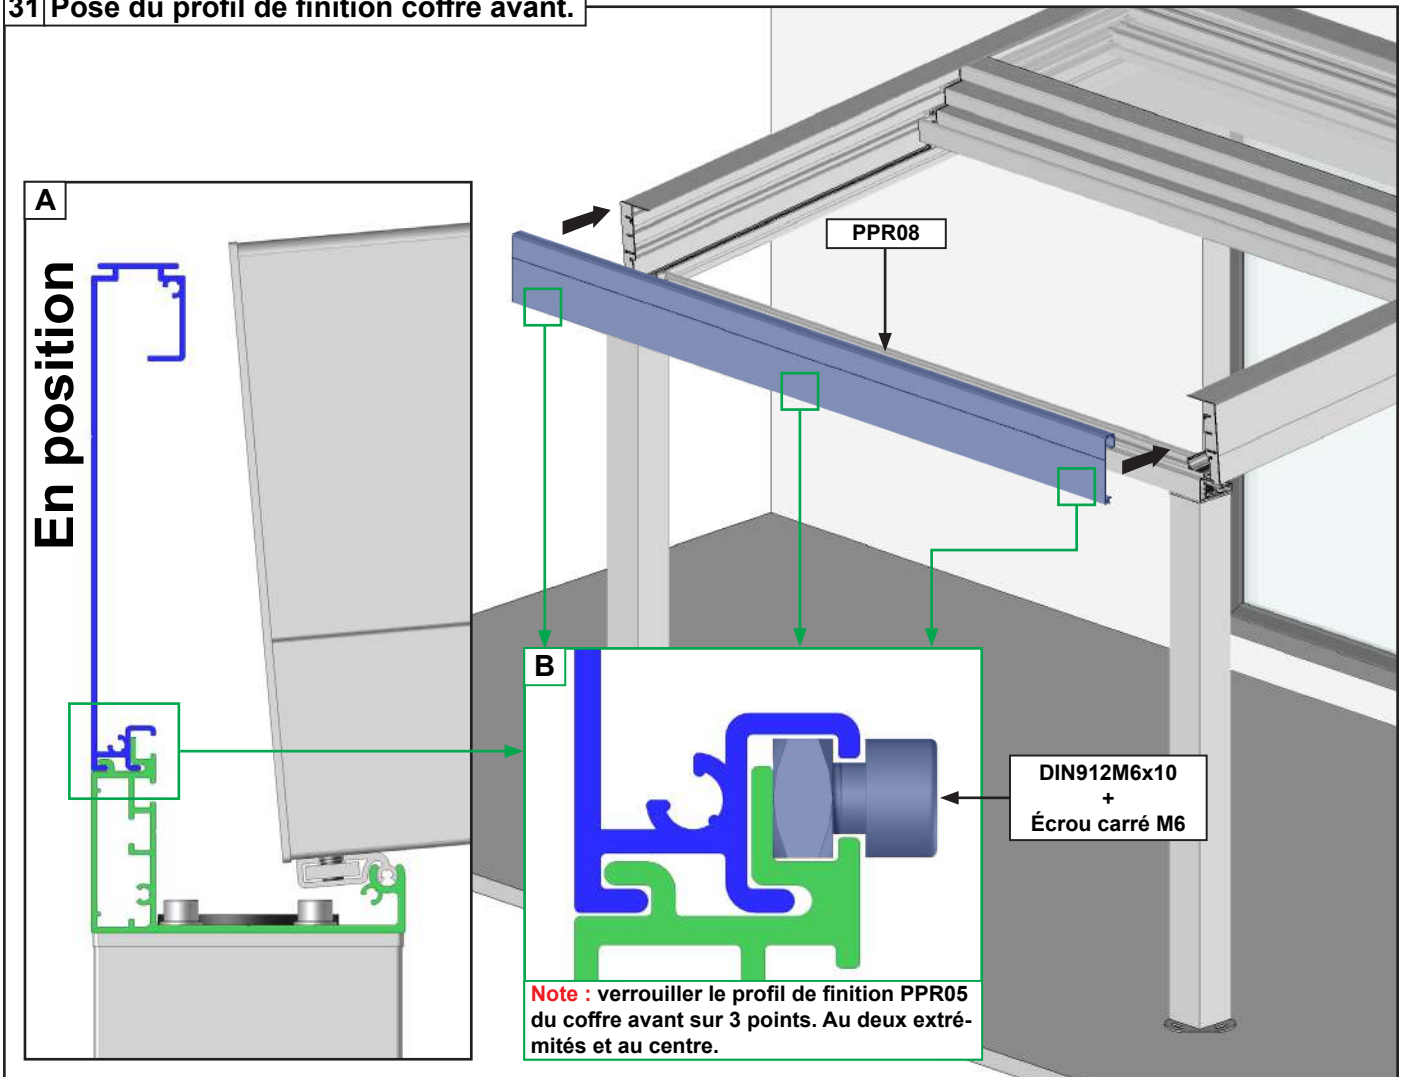 31 Pose du profil de finition coffre avant.
A
En position
PPR08
B
DIN912M6x10
+
Écrou carré M6
Note : verrouiller le profil de finition PPR05
du coffre avant sur 3 points. Au deux extré-
mités et au centre.